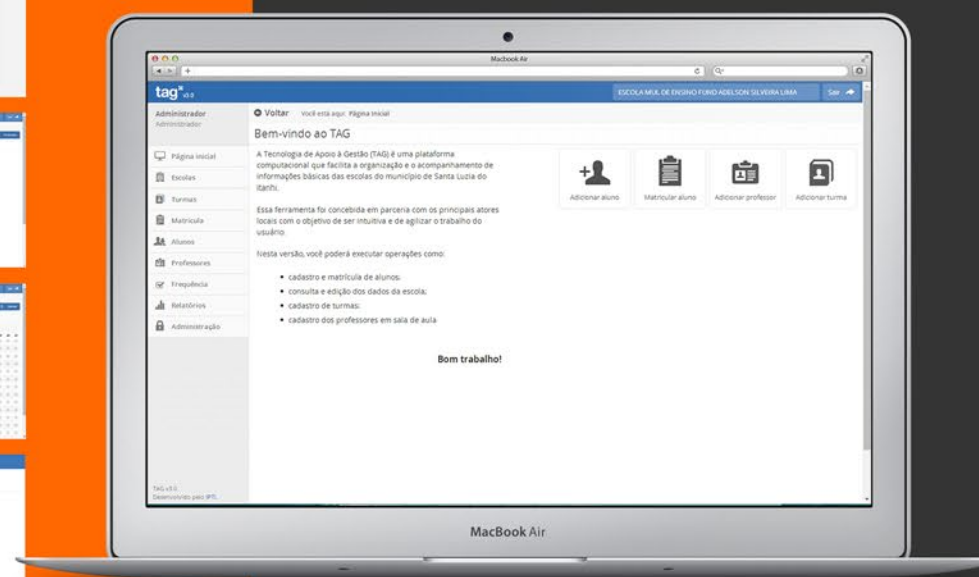 Macbook Air
tag v3.0
ESCOLA MUL DE ENSINO FUND ADELSON SILVEIRA LIMA
Sair
Administrador
Administrador
Página Inicial
Escolas
Turmas
Matrícula
Alunos
Professores
Frequência
Relatórios
Administração
TAG v3.0
Desenvolvido pelo IPTI.
Voltar
Você está aqui: Página Inicial
Bem-vindo ao TAG
A Tecnologia de Apoio à Gestão (TAG) é uma plataforma
computacional que facilita a organização e o acompanhamento de
informações básicas das escolas do município de Santa Luzia do
Itanhi.
Essa ferramenta foi concebida em parceria com os principais atores
locais com o objetivo de ser intuitiva e de agilizar o trabalho do
usuário.
Nesta versão, você poderá executar operações como:
• cadastro e matrícula de alunos;
• consulta e edição dos dados da escola;
• cadastro de turmas;
• cadastro dos professores em sala de aula
Bom trabalho!
Adicionar aluno
Matricular aluno
Adicionar professor
Adicionar turma
MacBook Air